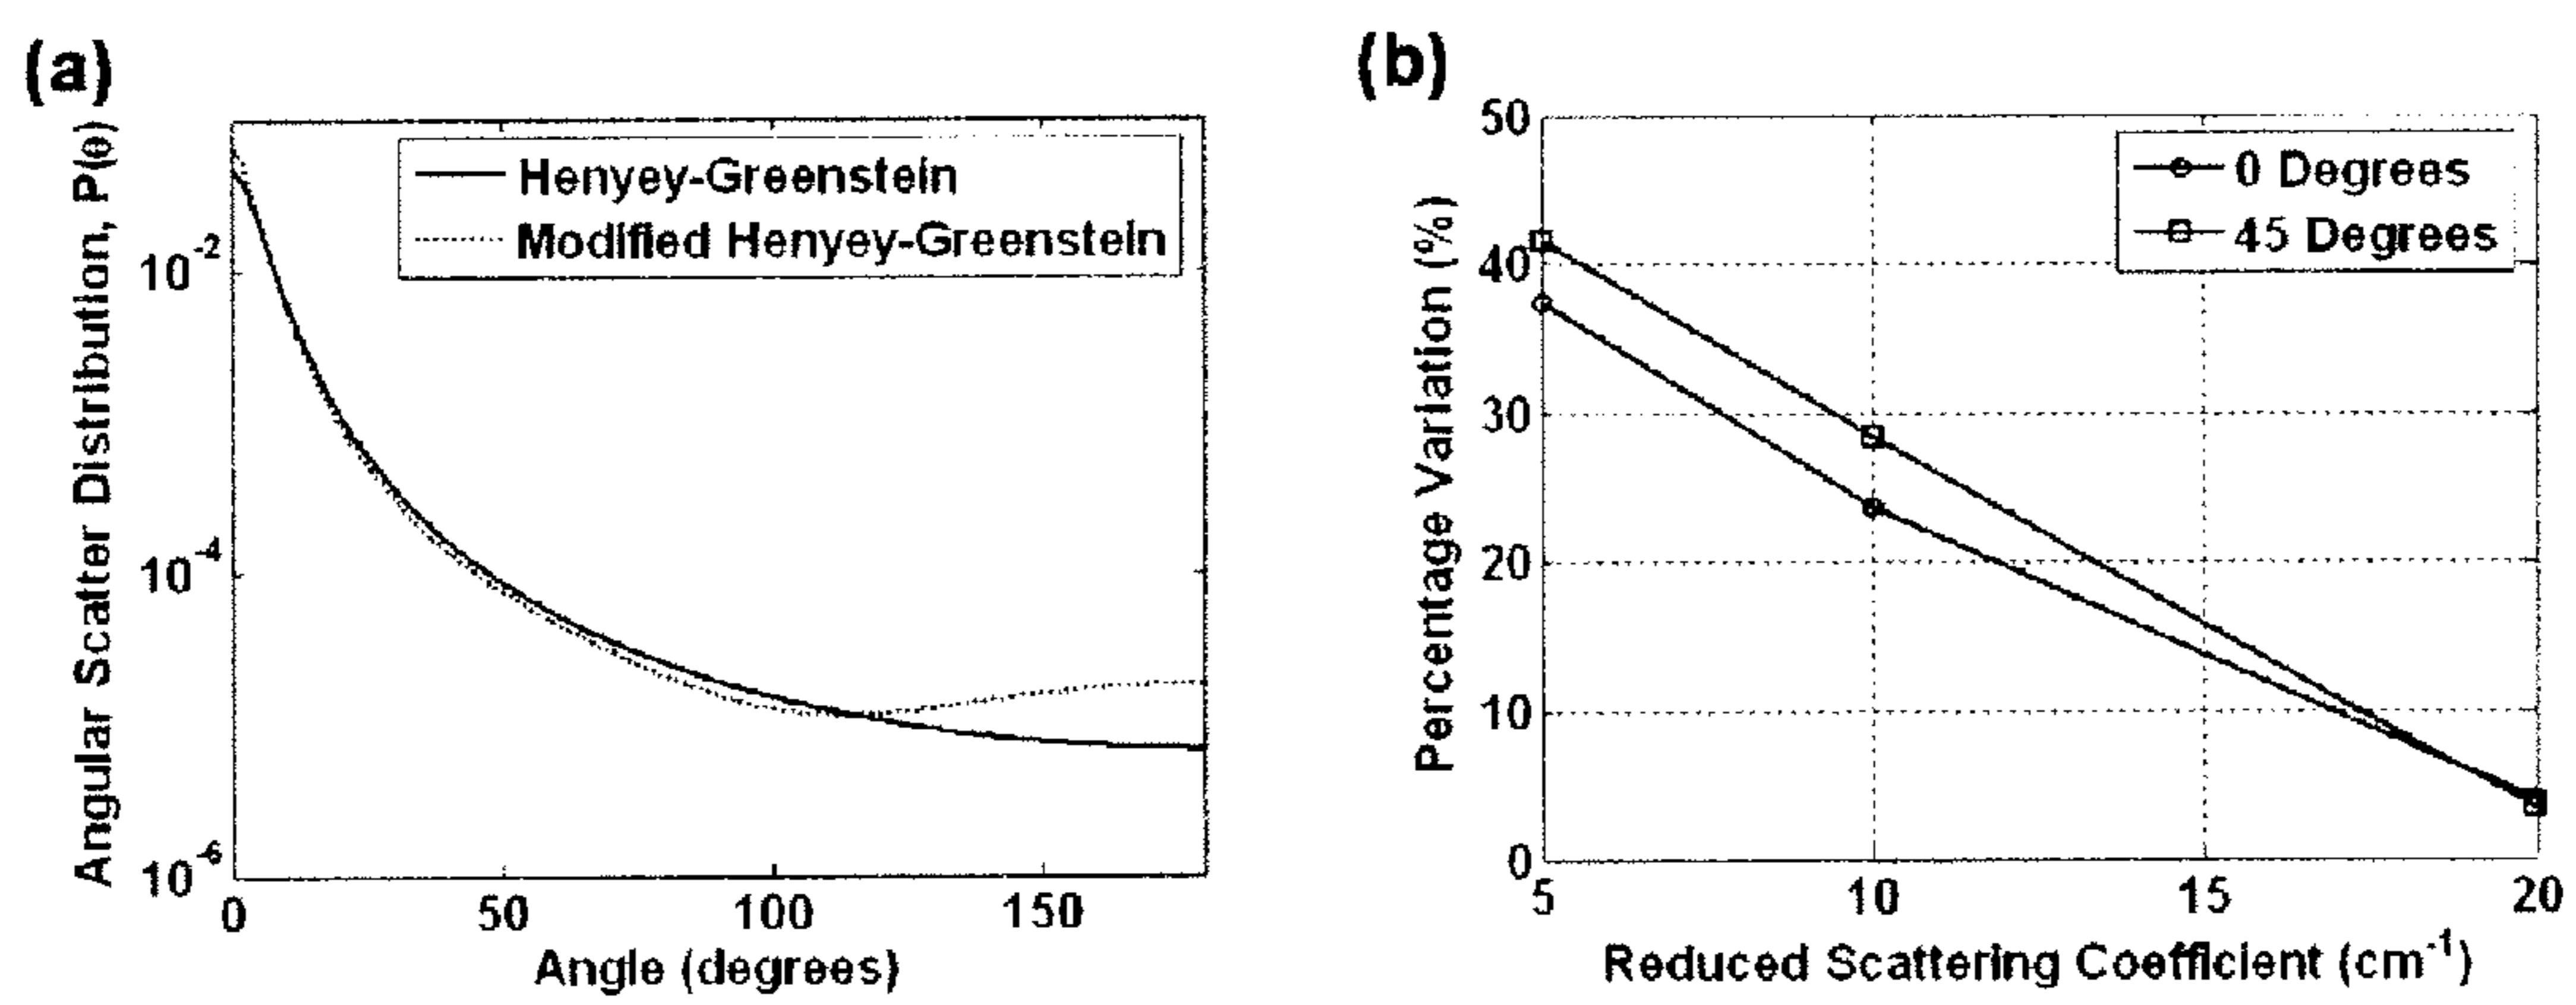 (a)
Angular Scatter Distribution, P(θ)
Henyey-Greenstein
Modified Henyey-Greenstein
10-2
10-4
10-6
0 50 100 150
Angle (degrees)
(b)
Percentage Variation (%)
0 Degrees
45 Degrees
50
40
30
20
10
0
5 10 15 20
Reduced Scattering Coefficient (cm-1)